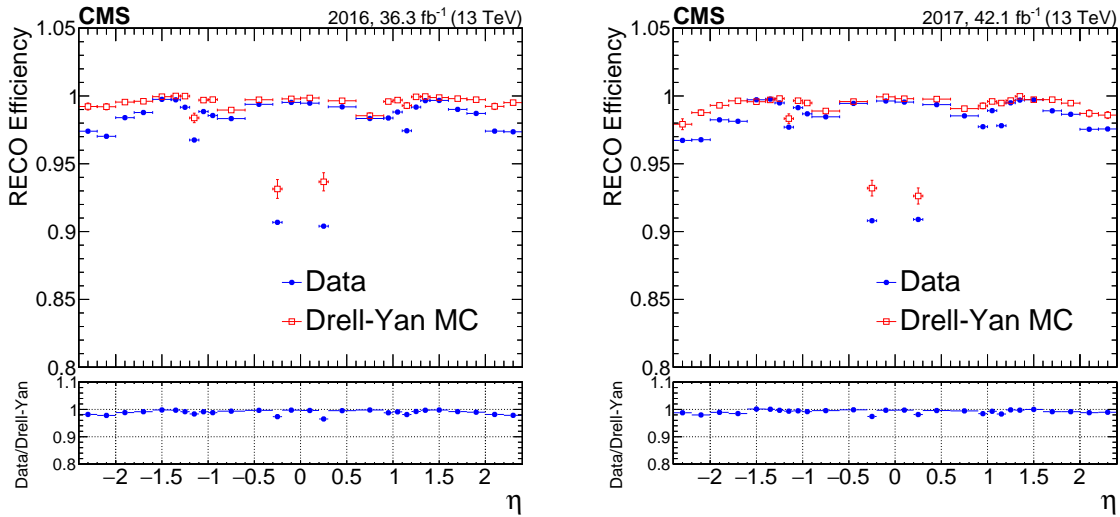 CMS 2016, 36.3 fb-1 (13 TeV)
RECO Efficiency
1.05
1
0.95
0.9
0.85
0.8
Data
Drell-Yan MC
Data/Drell-Yan
1.1
1
0.9
0.8
−2 −1.5 −1 −0.5 0 0.5 1 1.5 2
η
CMS 2017, 42.1 fb-1 (13 TeV)
RECO Efficiency
1.05
1
0.95
0.9
0.85
0.8
Data
Drell-Yan MC
Data/Drell-Yan
1.1
1
0.9
0.8
−2 −1.5 −1 −0.5 0 0.5 1 1.5 2
η